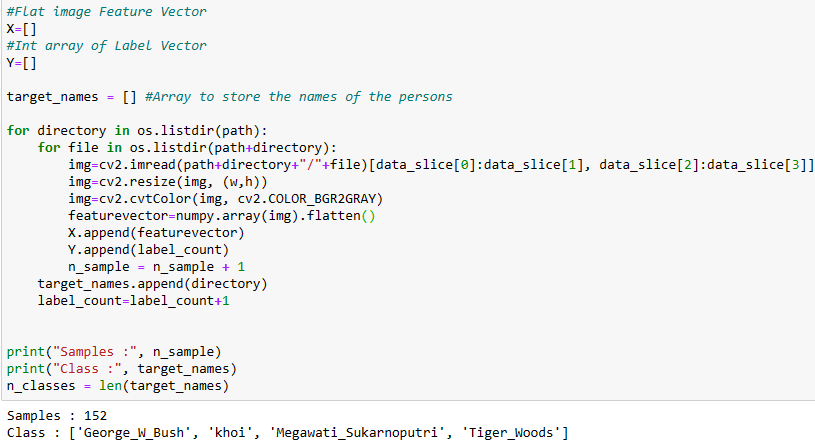 #Flat image Feature Vector
X=[]
#Int array of Label Vector
Y=[]
target_names = [] #Array to store the names of the persons
for directory in os.listdir(path):
    for file in os.listdir(path+directory):
        img=cv2.imread(path+directory+"/"+file)[data_slice[0]:data_slice[1], data_slice[2]:data_slice[3]]
        img=cv2.resize(img, (w,h))
        img=cv2.cvtColor(img, cv2.COLOR_BGR2GRAY)
        featurevector=numpy.array(img).flatten()
        X.append(featurevector)
        Y.append(label_count)
        n_sample = n_sample + 1
    target_names.append(directory)
    label_count=label_count+1
print("Samples :", n_sample)
print("Class :", target_names)
n_classes = len(target_names)
Samples : 152
Class : ['George_W_Bush', 'khoi', 'Megawati_Sukarnoputri', 'Tiger_Woods']